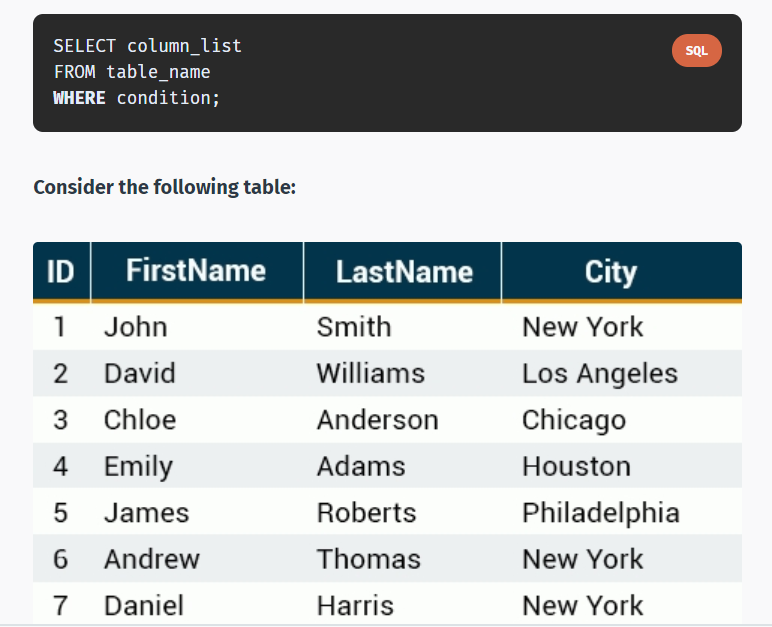 SELECT column_list
SQL
FROM table_name
WHERE condition;
Consider the following table:
ID FirstName LastName City
1 John Smith New York
2 David Williams Los Angeles
3 Chloe Anderson Chicago
4 Emily Adams Houston
5 James Roberts Philadelphia
6 Andrew Thomas New York
7 Daniel Harris New York